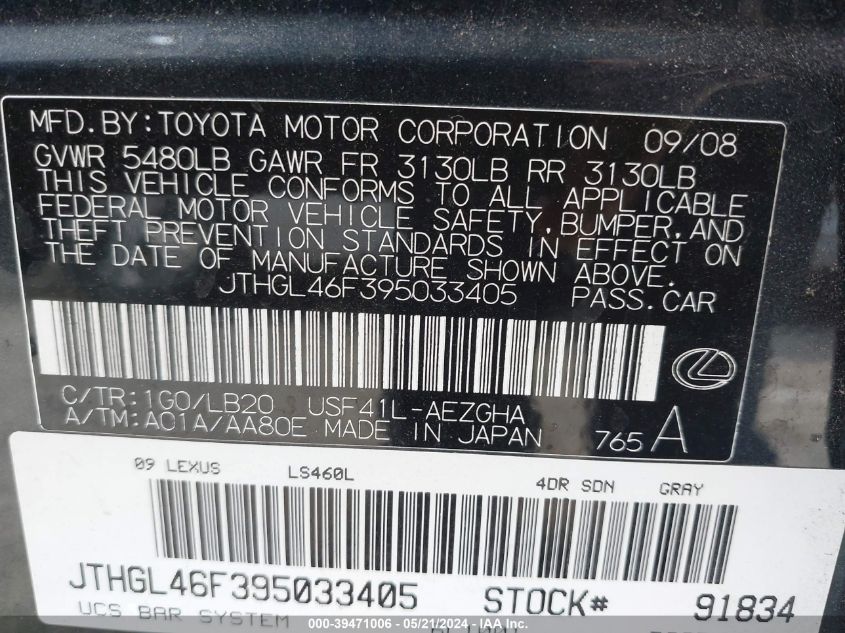 MFD.BY:TOYOTA MOTOR CORPORATION 09/08
GVWR 5480LB GAWR FR 3130LB RR 3130LB
THIS VEHICLE CONFORMS TO ALL APPLICABLE
FEDERAL MOTOR VEHICLE SAFETY,BUMPER,AND
THEFT PREVENTION STANDARDS IN EFFECT ON
THE DATE OF MANUFACTURE SHOWN ABOVE.
JTHGL46F395033405 PASS.CAR
C/TR:1G0/LB20 USF41L-AEZGHA
A/TM:A01A/AA80E MADE IN JAPAN 765 A
09 LEXUS LS460L 4DR SDN GRAY
JTHGL46F395033405 STOCK# 91834
UCS BAR SYSTEM
000-39471006 - 05/21/2024 - IAA Inc.